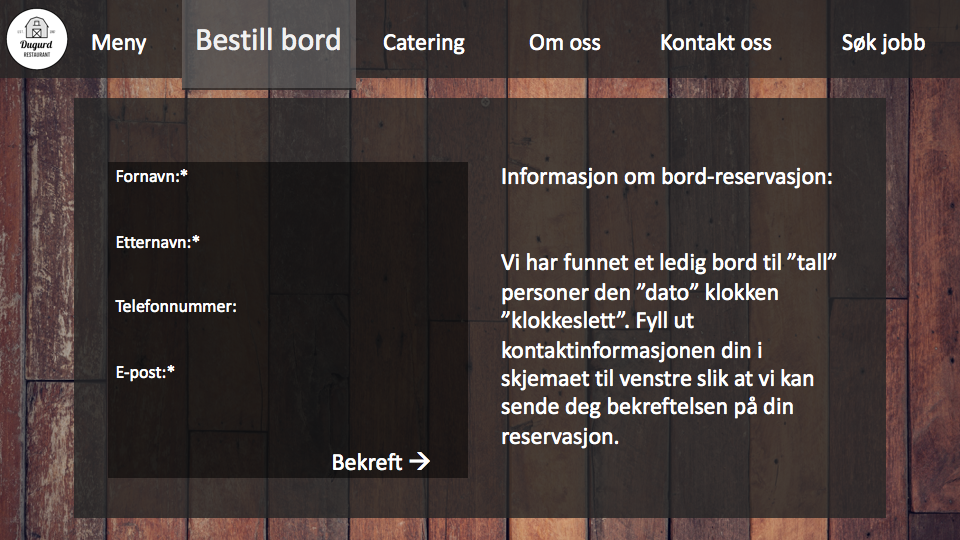 Dugurd
RESTAURANT
Meny
Bestill bord
Catering
Om oss
Kontakt oss
Søk jobb
Fornavn:*
Etternavn:*
Telefonnummer:
E-post:*
Bekreft →
Informasjon om bord-reservasjon:
Vi har funnet et ledig bord til ”tall”
personer den ”dato” klokken
”klokkeslett”. Fyll ut
kontaktinformasjonen din i
skjemaet til venstre slik at vi kan
sende deg bekreftelsen på din
reservasjon.